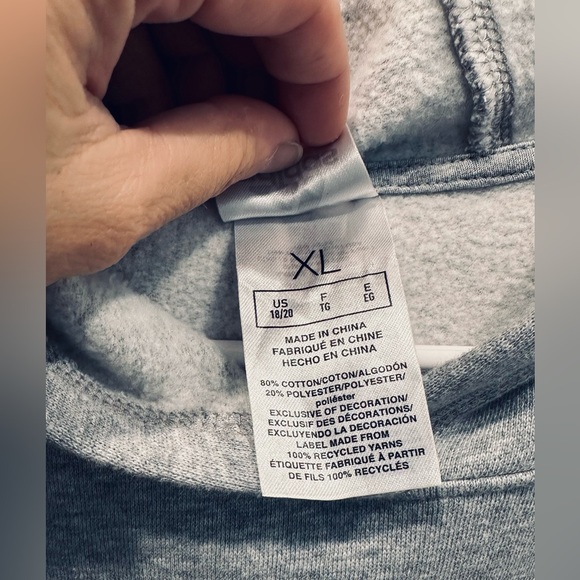 XL
US F E
18/20 TG EG
MADE IN CHINA
FABRIQUÉ EN CHINE
HECHO EN CHINA
80% COTTON/COTON/ALGODÓN
20% POLYESTER/POLYESTER/
poliéster
EXCLUSIVE OF DECORATION/
EXCLUSIF DES DÉCORATIONS/
EXCLUYENDO LA DECORACIÓN
LABEL MADE FROM
100% RECYCLED YARNS
ÉTIQUETTE FABRIQUÉ À PARTIR
DE FILS 100% RECYCLÉS